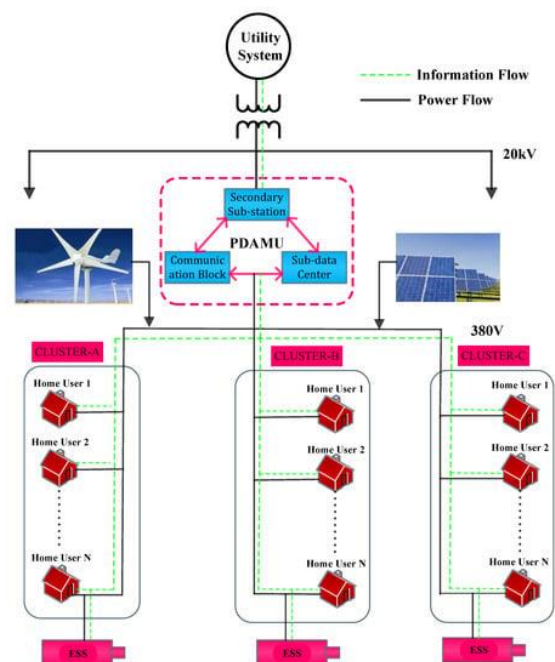 Utility
System
Information Flow
Power Flow
20kV
Secondary
Sub-station
PDAMU
Communic
ation Block
Sub-data
Center
380V
CLUSTER-A
CLUSTER-B
CLUSTER-C
Home User 1
Home User 2
Home User N
ESS
Home User 1
Home User 2
Home User N
ESS
Home User 1
Home User 2
Home User N
ESS